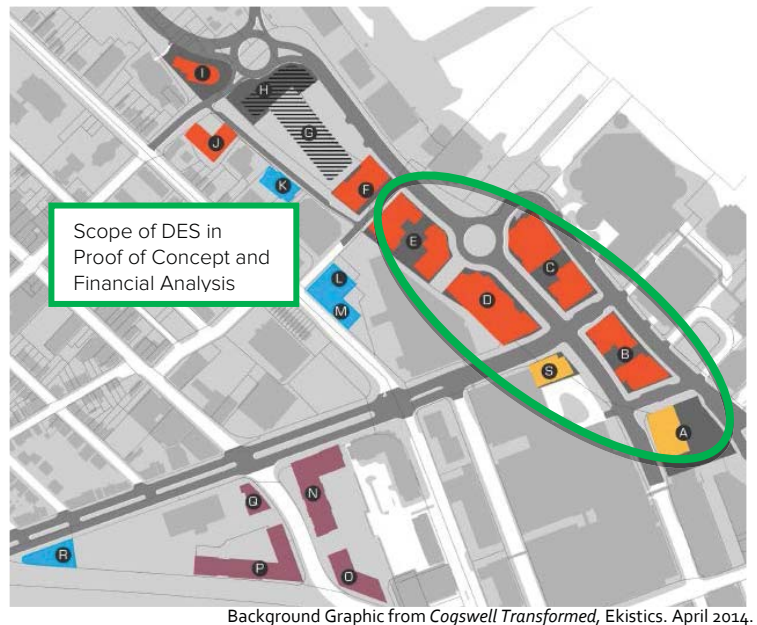 I
H
G
J
K
F
Scope of DES in
Proof of Concept and
Financial Analysis
E
C
L
D
M
B
S
A
N
Q
R
P
O
Background Graphic from Cogswell Transformed, Ekistics. April 2014.